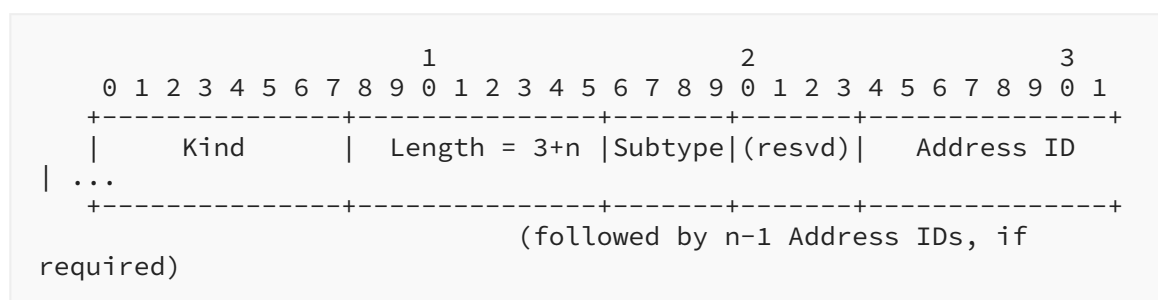 1                   2                   3
    0 1 2 3 4 5 6 7 8 9 0 1 2 3 4 5 6 7 8 9 0 1 2 3 4 5 6 7 8 9 0 1
   +---------------+---------------+-------+-------+---------------+
   |     Kind      |  Length = 3+n |Subtype|(resvd)|   Address ID
| ...
   +---------------+---------------+-------+-------+---------------+
                              (followed by n-1 Address IDs, if
required)